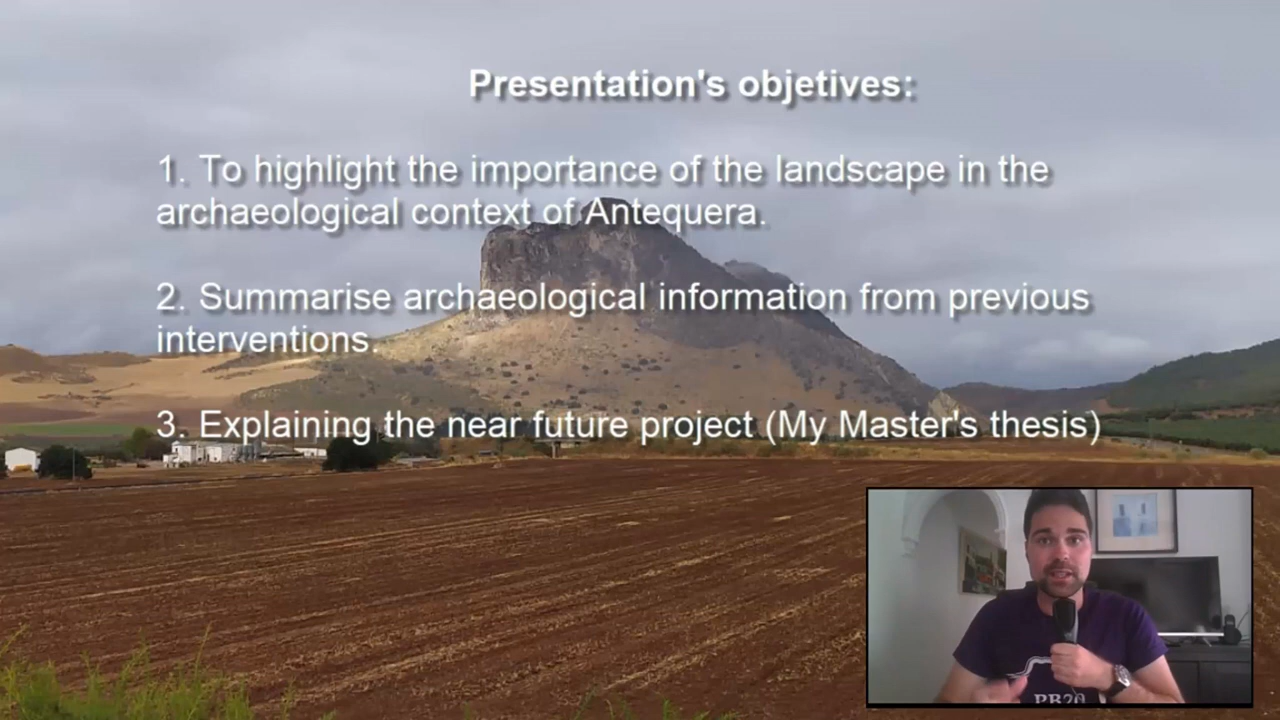 Presentation's objetives:
1. To highlight the importance of the landscape in the
archaeological context of Antequera.
2. Summarise archaeological information from previous
interventions.
3. Explaining the near future project (My Master's thesis)
PB20